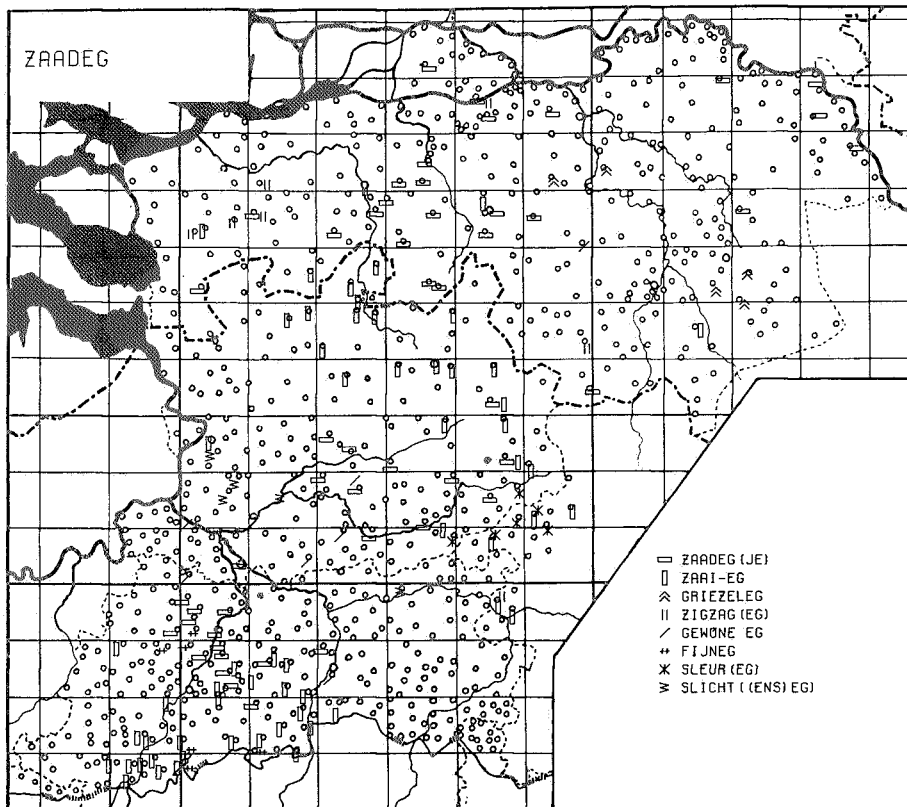 ZAADEG
ZAADEG(JE)
ZAAI-EG
GRIEZELEG
ZIGZAG(EG)
GEWONE EG
FIJNEG
SLEUR(EG)
SLICHT((ENS)EG)